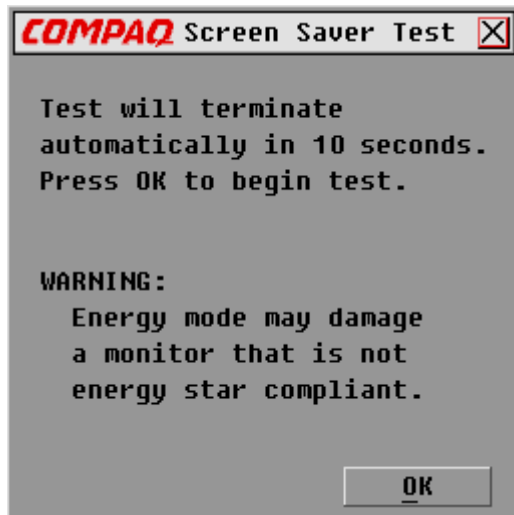 COMPAQ Screen Saver Test
Test will terminate
automatically in 10 seconds.
Press OK to begin test.
WARNING:
Energy mode may damage
a monitor that is not
energy star compliant.
OK